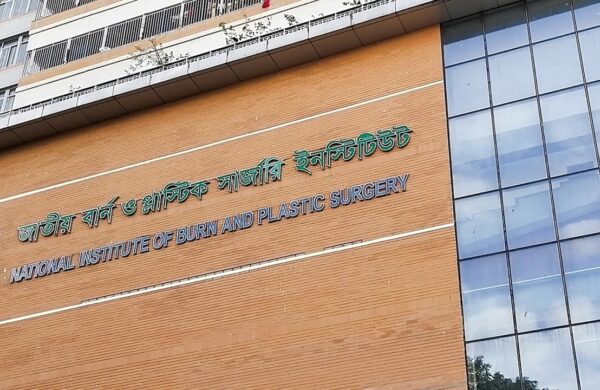 জাতীয় বার্ন ও প্লাস্টিক সার্জারি ইনস্টিটিউট
NATIONAL INSTITUTE OF BURN AND PLASTIC SURGERY